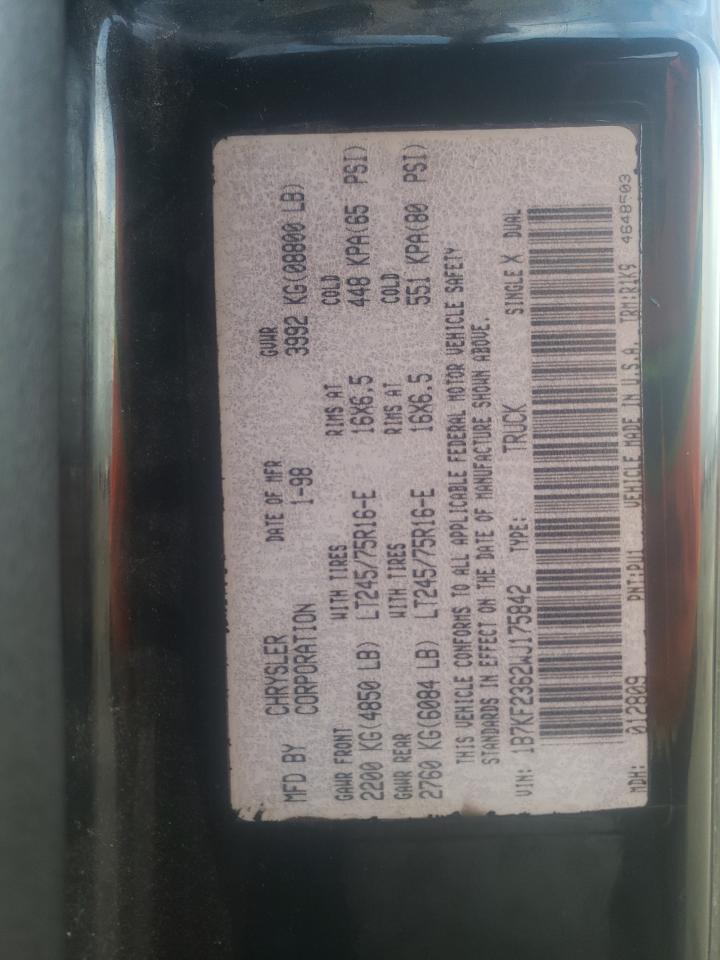 MFD BY CHRYSLER CORPORATION DATE OF MFR 1-98 GVWR 3992 KG(08800 LB)
GAWR FRONT WITH TIRES RIMS AT COLD
2200 KG(4850 LB) LT245/75R16-E 16X6.5 448 KPA(65 PSI)
GAWR REAR WITH TIRES RIMS AT COLD
2760 KG(6084 LB) LT245/75R16-E 16X6.5 551 KPA(80 PSI)
THIS VEHICLE CONFORMS TO ALL APPLICABLE FEDERAL MOTOR VEHICLE SAFETY
STANDARDS IN EFFECT ON THE DATE OF MANUFACTURE SHOWN ABOVE.
VIN: 1B7KF2362WJ175842 TYPE: TRUCK SINGLE X DUAL
MDH: 012809 PNT:PU1 VEHICLE MADE IN U.S.A. TRM:R1K9 4648503